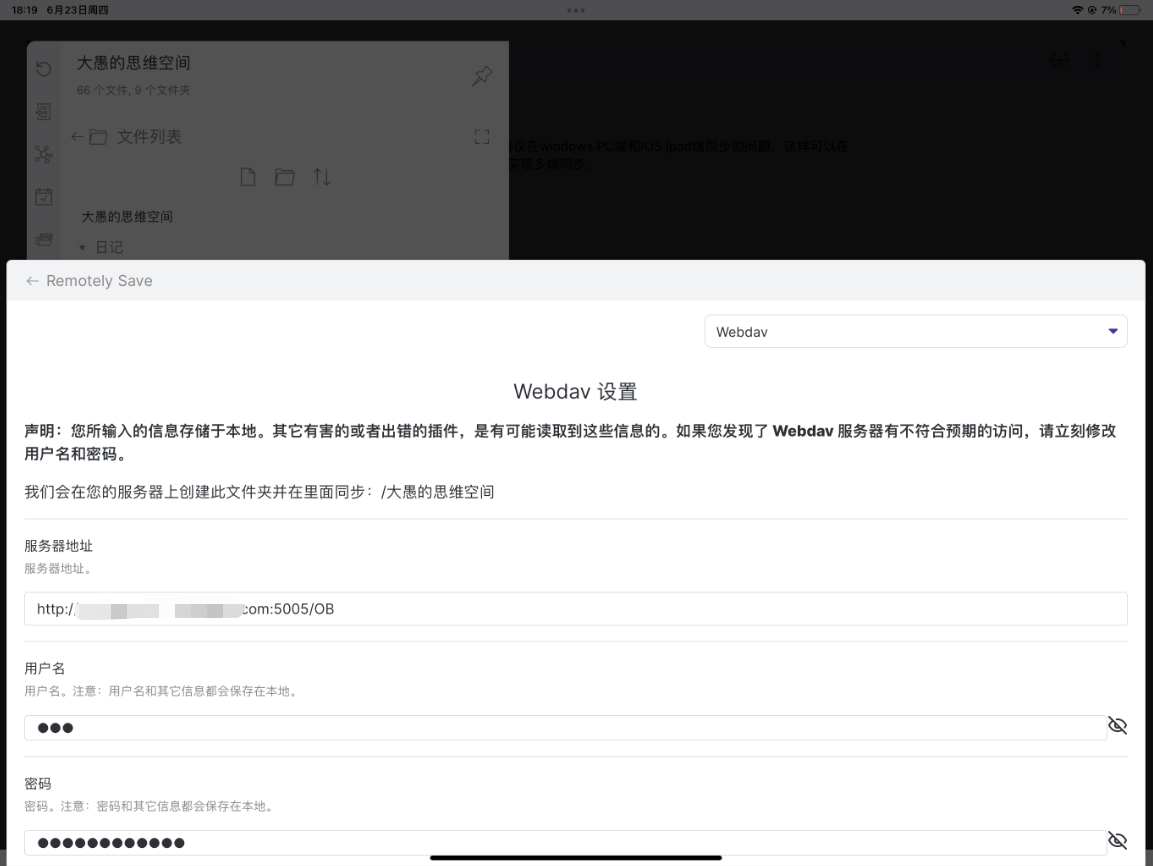 18:19 6月23日周四
7%
大愚的思维空间
66 个文件, 9 个文件夹
文件列表
议在windows PC端和IOS Ipad端同步的问题，这样可以在
实现多端同步。
大愚的思维空间
日记
Remotely Save
Webdav
Webdav 设置
声明：您所输入的信息存储于本地。其它有害的或者出错的插件，是有可能读取到这些信息的。如果您发现了 Webdav 服务器有不符合预期的访问，请立刻修改
用户名和密码。
我们会在您的服务器上创建此文件夹并在里面同步：/大愚的思维空间
服务器地址
服务器地址。
http:/
com:5005/OB
用户名
用户名。注意：用户名和其它信息都会保存在本地。
密码
密码。注意：密码和其它信息都会保存在本地。